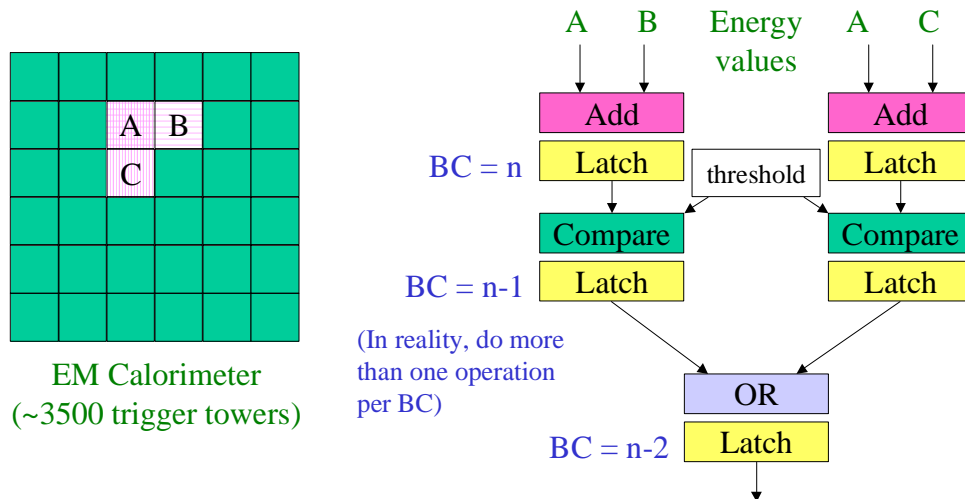 A B
C
EM Calorimeter
(~3500 trigger towers)
A B Energy values A C
Add Add
BC = n Latch threshold Latch
Compare Compare
BC = n-1 Latch Latch
(In reality, do more
than one operation
per BC)
OR
BC = n-2 Latch